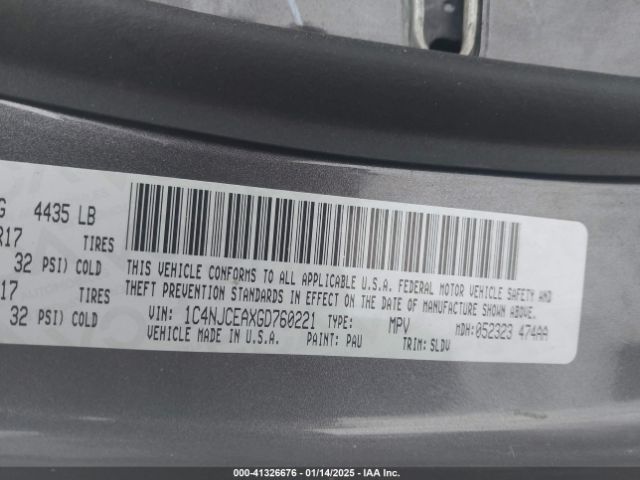 G 4435 LB
R17 TIRES
32 PSI) COLD
17 TIRES
32 PSI) COLD
THIS VEHICLE CONFORMS TO ALL APPLICABLE U.S.A. FEDERAL MOTOR VEHICLE SAFETY AND
THEFT PREVENTION STANDARDS IN EFFECT ON THE DATE OF MANUFACTURE SHOWN ABOVE.
VIN: 1C4NJCEAXGD760221 TYPE: MPV MDH:052323 474AA
VEHICLE MADE IN U.S.A. PAINT: PAU TRIM: SLDV
000-41326676 • 01/14/2025 • IAA Inc.